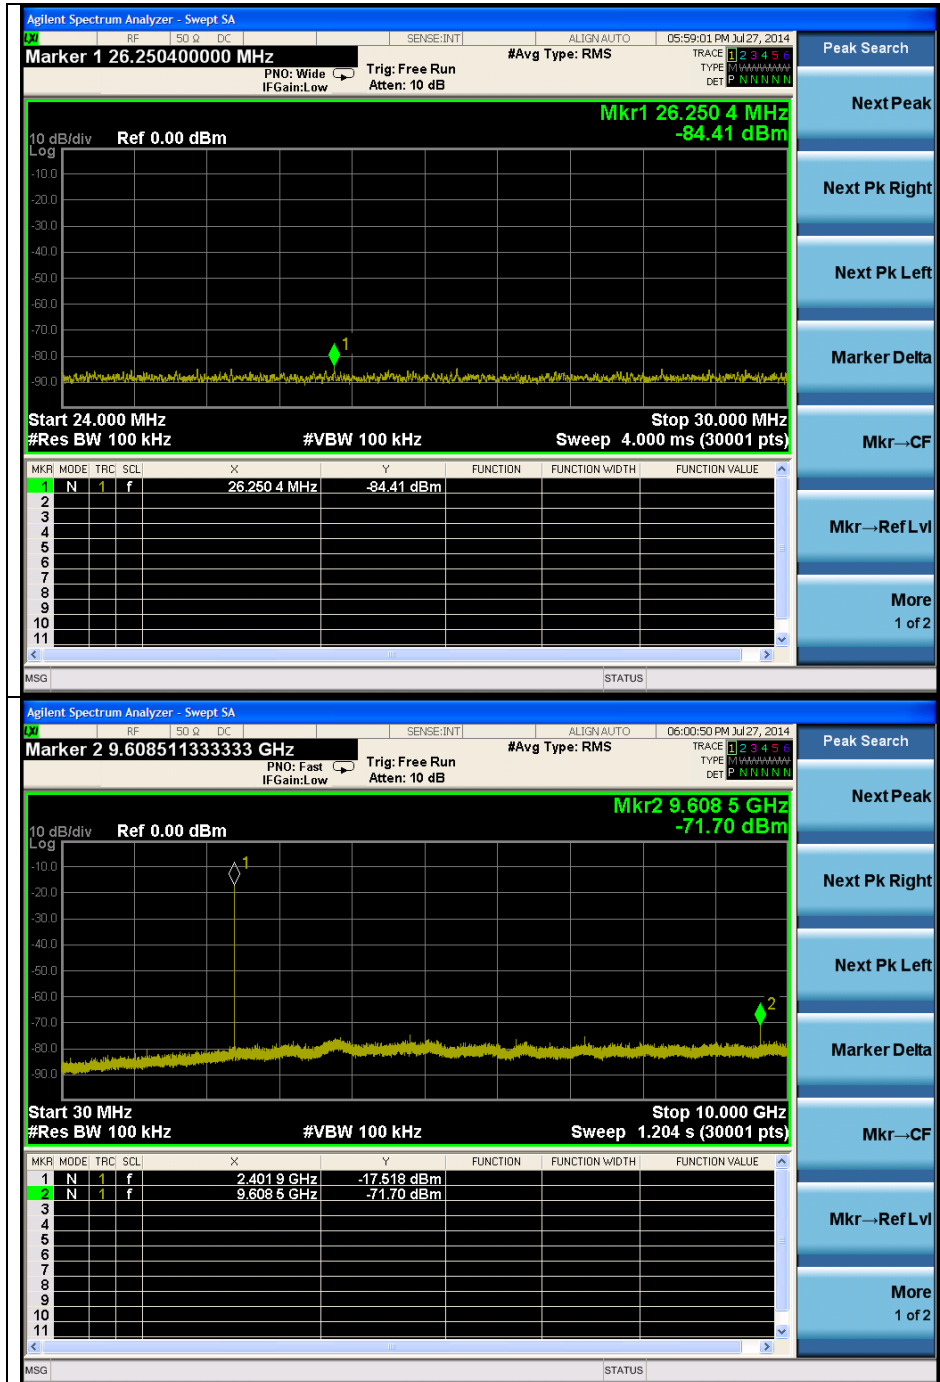 Agilent Spectrum Analyzer - Swept SA
LXI RF 50 Ω DC SENSE:INT ALIGN AUTO 05:59:01 PM Jul 27, 2014
Marker 1 26.250400000 MHz
PNO: Wide
IFGain:Low
Trig: Free Run
Atten: 10 dB
#Avg Type: RMS
TRACE 1 2 3 4 5 6
TYPE M
DET P N N N N N
Peak Search
Next Peak
Next Pk Right
Next Pk Left
Marker Delta
Mkr→CF
Mkr→Ref Lvl
More
1 of 2
Mkr1 26.250 4 MHz
-84.41 dBm
10 dB/div Ref 0.00 dBm
Log
-10.0
-20.0
-30.0
-40.0
-50.0
-60.0
-70.0
-80.0
-90.0
1
Start 24.000 MHz Stop 30.000 MHz
#Res BW 100 kHz #VBW 100 kHz Sweep 4.000 ms (30001 pts)
MKR MODE TRC SCL X Y FUNCTION FUNCTION WIDTH FUNCTION VALUE
1 N 1 f 26.250 4 MHz -84.41 dBm
2
3
4
5
6
7
8
9
10
11
MSG STATUS
Agilent Spectrum Analyzer - Swept SA
LXI RF 50 Ω DC SENSE:INT ALIGN AUTO 06:00:50 PM Jul 27, 2014
Marker 2 9.608511333333 GHz
PNO: Fast
IFGain:Low
Trig: Free Run
Atten: 10 dB
#Avg Type: RMS
TRACE 1 2 3 4 5 6
TYPE M
DET P N N N N N
Peak Search
Next Peak
Next Pk Right
Next Pk Left
Marker Delta
Mkr→CF
Mkr→Ref Lvl
More
1 of 2
Mkr2 9.608 5 GHz
-71.70 dBm
10 dB/div Ref 0.00 dBm
Log
-10.0
-20.0
-30.0
-40.0
-50.0
-60.0
-70.0
-80.0
-90.0
1
2
Start 30 MHz Stop 10.000 GHz
#Res BW 100 kHz #VBW 100 kHz Sweep 1.204 s (30001 pts)
MKR MODE TRC SCL X Y FUNCTION FUNCTION WIDTH FUNCTION VALUE
1 N 1 f 2.401 9 GHz -17.518 dBm
2 N 1 f 9.608 5 GHz -71.70 dBm
3
4
5
6
7
8
9
10
11
MSG STATUS